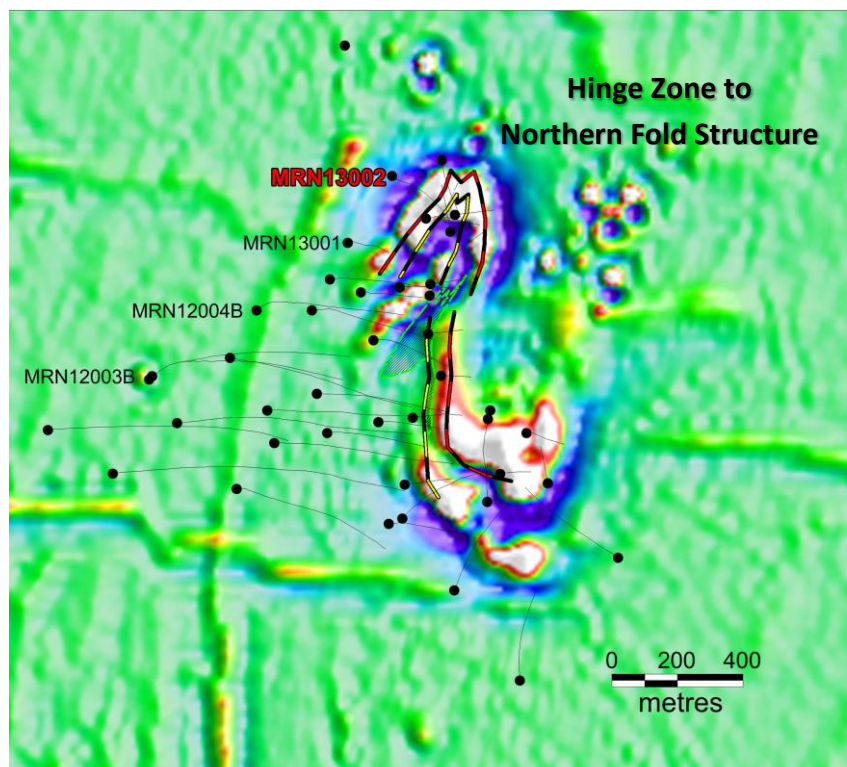 Hinge Zone to
Northern Fold Structure
MRN13002
MRN13001
MRN12004B
MRN12003B
0 200 400
metres